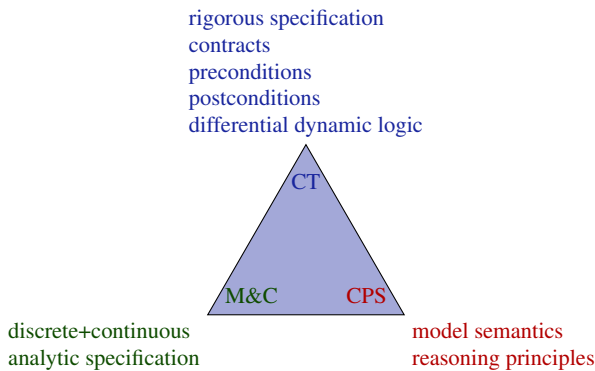 rigorous specification
contracts
preconditions
postconditions
differential dynamic logic
CT
M&C
CPS
discrete+continuous
analytic specification
model semantics
reasoning principles